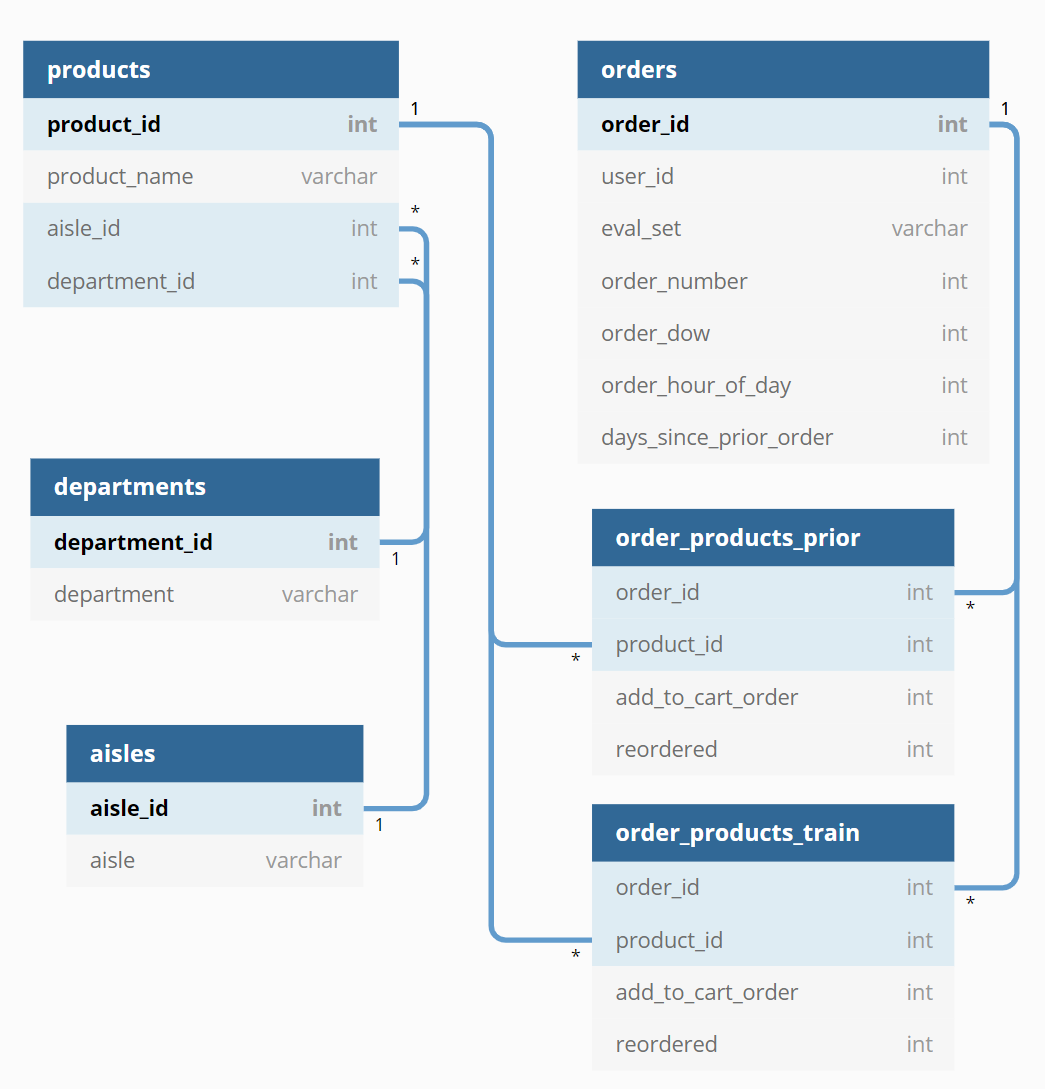 products
product_id int
product_name varchar
aisle_id int
department_id int
1
*
*
departments
department_id int
department varchar
1
aisles
aisle_id int
aisle varchar
1
orders
order_id int
user_id int
eval_set varchar
order_number int
order_dow int
order_hour_of_day int
days_since_prior_order int
1
order_products_prior
order_id int
product_id int
add_to_cart_order int
reordered int
*
*
order_products_train
order_id int
product_id int
add_to_cart_order int
reordered int
*
*